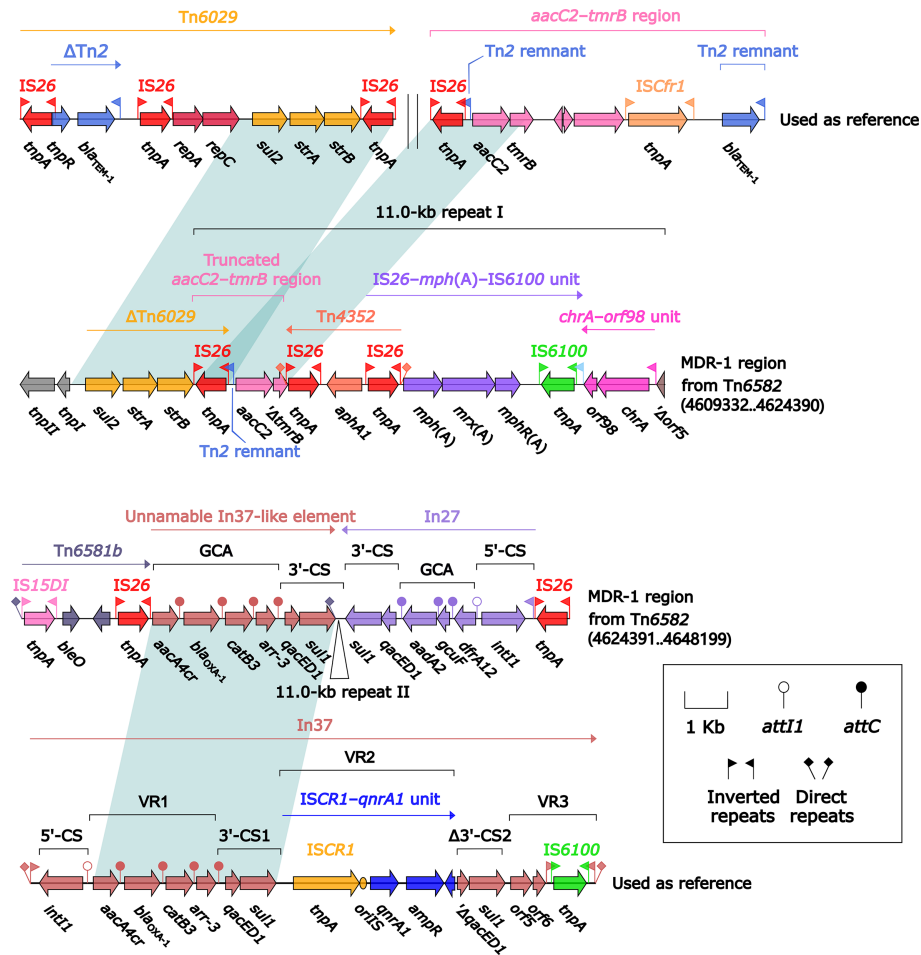 Tn6029
aacC2–tmrB region
ΔTn2
Tn2 remnant
Tn2 remnant
IS26 IS26 IS26 IS26 ISCfr1
Used as reference
tnpA tnpR blaTEM-1 tnpA repA repC sul2 strA strB tnpA tnpA aacC2 tmrB tnpA blaTEM-1
11.0-kb repeat I
Truncated
aacC2–tmrB region
IS26–mph(A)–IS6100 unit
ΔTn6029
Tn4352
chrA–orf98 unit
IS26 IS26 IS26 IS6100
MDR-1 region
from Tn6582
(4609332..4624390)
tnpII tnpI sul2 strA strB tnpA aacC2 'ΔtmrB tnpA aphA1 tnpA mph(A) mrx(A) mphR(A) tnpA orf98 chrA 'Δorf5
Tn2 remnant
Unnamable In37-like element
In27
Tn6581b
GCA
3'-CS
3'-CS
GCA
5'-CS
IS15DI IS26 IS26
MDR-1 region
from Tn6582
(4624391..4648199)
tnpA bleO tnpA aacA4cr blaOXA-1 catB3 arr-3 qacED1 sul1 sul1 qacED1 aadA2 gcuF dfrA12 intI1 tnpA
11.0-kb repeat II
In37
VR2
VR1
ISCR1–qnrA1 unit
VR3
5'-CS
3'-CS1
Δ3'-CS2
ISCR1
IS6100
Used as reference
intI1 aacA4cr blaOXA-1 catB3 arr-3 qacED1 sul1 tnpA oriIS qnrA1 ampR 'ΔqacED1 sul1 orf5 orf6 tnpA
1 Kb attI1 attC
Inverted
repeats
Direct
repeats